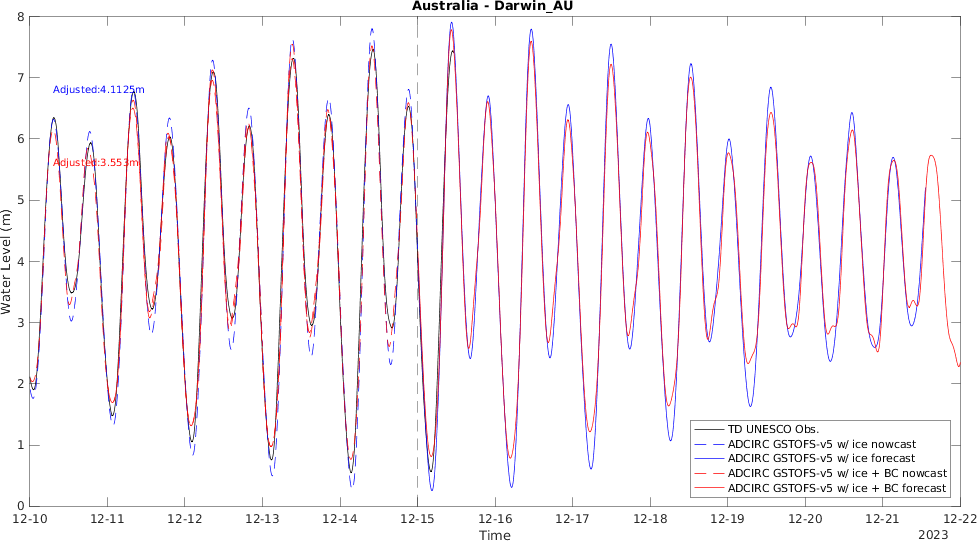 Australia - Darwin_AU
8
7
6
5
4
3
2
1
0
Water Level (m)
Adjusted:4.1125m
Adjusted:3.553m
TD UNESCO Obs.
ADCIRC GSTOFS-v5 w/ ice nowcast
ADCIRC GSTOFS-v5 w/ ice forecast
ADCIRC GSTOFS-v5 w/ ice + BC nowcast
ADCIRC GSTOFS-v5 w/ ice + BC forecast
12-10 12-11 12-12 12-13 12-14 12-15 12-16 12-17 12-18 12-19 12-20 12-21 12-22
Time
2023